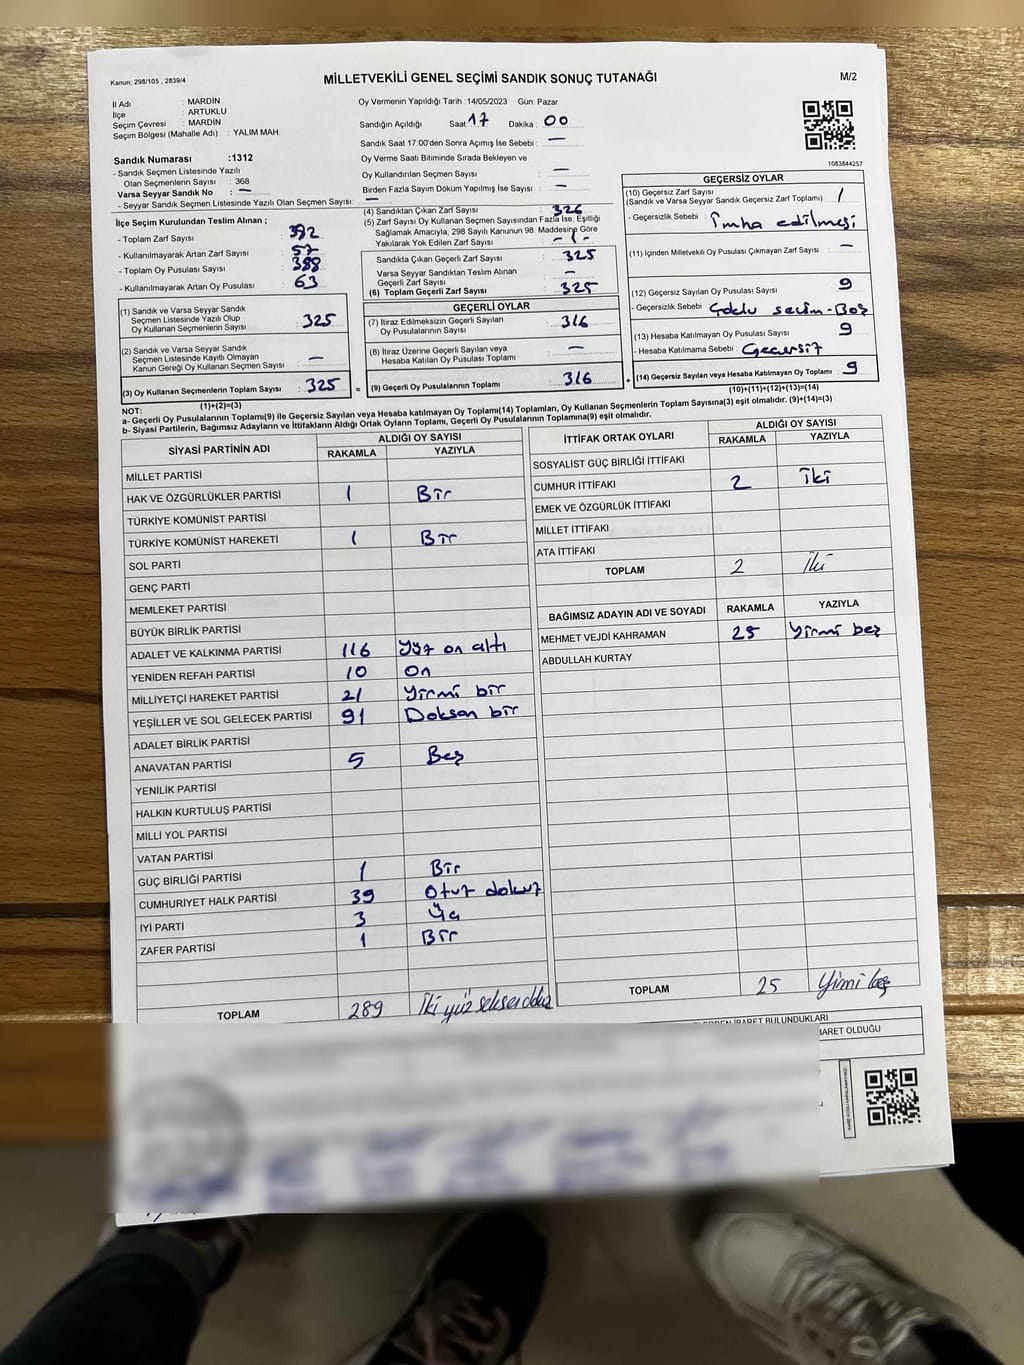 Kanun; 298/105 , 2839/4
MİLLETVEKİLİ GENEL SEÇİMİ SANDIK SONUÇ TUTANAĞI
M/2
İl Adı : MARDİN
İlçe : ARTUKLU
Seçim Çevresi : MARDİN
Seçim Bölgesi (Mahalle Adı) : YALIM MAH.
Sandık Numarası :1312
- Sandık Seçmen Listesinde Yazılı
Olan Seçmenlerin Sayısı : 368
Varsa Seyyar Sandık No : —
- Seyyar Sandık Seçmen Listesinde Yazılı Olan Seçmen Sayısı: —
Oy Vermenin Yapıldığı Tarih :14/05/2023 Gün: Pazar
Sandığın Açıldığı Saat: 17 Dakika : 00
Sandık Saat 17:00'den Sonra Açımış İse Sebebi : —
Oy Verme Saati Bitiminde Sırada Bekleyen ve
Oy Kullandırılan Seçmen Sayısı : —
Birden Fazla Sayım Döküm Yapılmış İse Sayısı : —
1083844257
İlçe Seçim Kurulundan Teslim Alınan ;
- Toplam Zarf Sayısı : 392
- Kullanılmayarak Artan Zarf Sayısı : 57
- Toplam Oy Pusulası Sayısı : 388
- Kullanılmayarak Artan Oy Pusulası : 63
(4) Sandıktan Çıkan Zarf Sayısı : 326
(5) Zarf Sayısı Oy Kullanan Seçmen Sayısından Fazla İse, Eşitliği
Sağlamak Amacıyla, 298 Sayılı Kanunun 98. Maddesine Göre
Yakılarak Yok Edilen Zarf Sayısı : -1-
Sandıkta Çıkan Geçerli Zarf Sayısı : 325
Varsa Seyyar Sandıktan Teslim Alınan
Geçerli Zarf Sayısı : —
(6) Toplam Geçerli Zarf Sayısı : 325
GEÇERSİZ OYLAR
(10) Geçersiz Zarf Sayısı : 1
(Sandık ve Varsa Seyyar Sandık Geçersiz Zarf Toplamı)
- Geçersizlik Sebebi : İmha edilmesi
(11) İçinden Milletvekili Oy Pusulası Çıkmayan Zarf Sayısı : —
(12) Geçersiz Sayılan Oy Pusulası Sayısı : 9
- Geçersizlik Sebebi : Çoklu seçim-Boş
(13) Hesaba Katılmayan Oy Pusulası Sayısı : 9
- Hesaba Katılmama Sebebi : Geçersiz
(14) Geçersiz Sayılan veya Hesaba Katılmayan Oy Toplamı : 9
(10)+(11)+(12)+(13)=(14)
(1) Sandık ve Varsa Seyyar Sandık
Seçmen Listesinde Yazılı Olup
Oy Kullanan Seçmenlerin Sayısı : 325
(2) Sandık ve Varsa Seyyar Sandık
Seçmen Listesinde Kayıtlı Olmayan
Kanun Gereği Oy Kullanan Seçmen Sayısı : —
(3) Oy Kullanan Seçmenlerin Toplam Sayısı : 325 =
(1)+(2)=(3)
GEÇERLİ OYLAR
(7) İtiraz Edilmeksizin Geçerli Sayılan
Oy Pusulalarının Sayısı : 316
(8) İtiraz Üzerine Geçerli Sayılan veya
Hesaba Katılan Oy Pusulası Toplamı : —
(9) Geçerli Oy Pusulalarının Toplamı : 316 +
NOT:
a- Geçerli Oy Pusulalarının Toplamı(9) ile Geçersiz Sayılan veya Hesaba katılmayan Oy Toplamı(14) Toplamları, Oy Kullanan Seçmenlerin Toplam Sayısına(3) eşit olmalıdır. (9)+(14)=(3)
b- Siyasi Partilerin, Bağımsız Adayların ve İttifakların Aldığı Ortak Oyların Toplamı, Geçerli Oy Pusulalarının Toplamına(9) eşit olmalıdır.
SİYASİ PARTİNİN ADI ALDIĞI OY SAYISI
RAKAMLA YAZIYLA
MİLLET PARTİSİ
HAK VE ÖZGÜRLÜKLER PARTİSİ 1 Bir
TÜRKİYE KOMÜNİST PARTİSİ
TÜRKİYE KOMÜNİST HAREKETİ 1 Bir
SOL PARTİ
GENÇ PARTİ
MEMLEKET PARTİSİ
BÜYÜK BİRLİK PARTİSİ
ADALET VE KALKINMA PARTİSİ 116 Yüz on altı
YENİDEN REFAH PARTİSİ 10 On
MİLLİYETÇİ HAREKET PARTİSİ 21 Yirmi bir
YEŞİLLER VE SOL GELECEK PARTİSİ 91 Doksan bir
ADALET BİRLİK PARTİSİ
ANAVATAN PARTİSİ 5 Beş
YENİLİK PARTİSİ
HALKIN KURTULUŞ PARTİSİ
MİLLİ YOL PARTİSİ
VATAN PARTİSİ
GÜÇ BİRLİĞİ PARTİSİ 1 Bir
CUMHURİYET HALK PARTİSİ 39 Otuz dokuz
İYİ PARTİ 3 Üç
ZAFER PARTİSİ 1 Bir
TOPLAM 289 İki yüz seksen dokuz
İTTİFAK ORTAK OYLARI ALDIĞI OY SAYISI
RAKAMLA YAZIYLA
SOSYALİST GÜÇ BİRLİĞİ İTTİFAKI
CUMHUR İTTİFAKI 2 İki
EMEK VE ÖZGÜRLÜK İTTİFAKI
MİLLET İTTİFAKI
ATA İTTİFAKI
TOPLAM 2 İki
BAĞIMSIZ ADAYIN ADI VE SOYADI RAKAMLA YAZIYLA
MEHMET VEJDİ KAHRAMAN 25 Yirmi beş
ABDULLAH KURTAY
TOPLAM 25 Yirmi beş
İBARET BULUNDUKLARI
BARET OLDUĞU